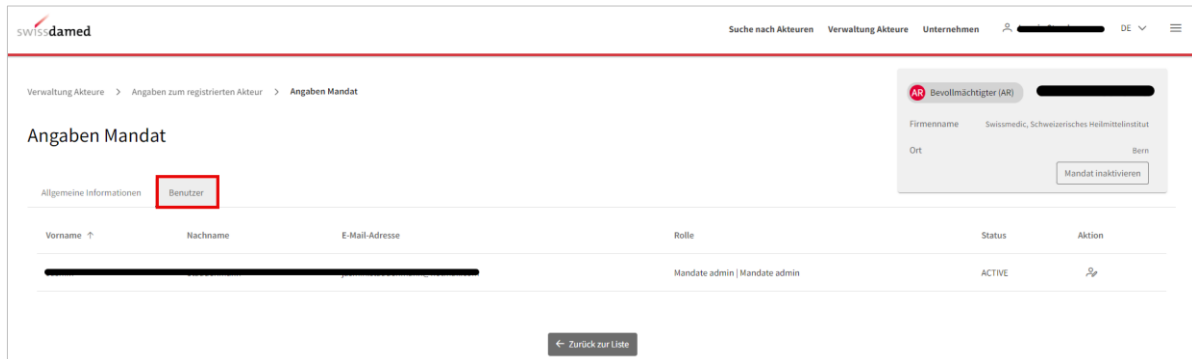 swissdamed
Suche nach Akteuren Verwaltung Akteure Unternehmen DE
Verwaltung Akteure > Angaben zum registrierten Akteur > Angaben Mandat
AR Bevollmächtigter (AR)
Angaben Mandat
Firmenname Swissmedic, Schweizerisches Heilmittelinstitut
Ort Bern
Mandat inaktivieren
Allgemeine Informationen Benutzer
Vorname ↑ Nachname E-Mail-Adresse Rolle Status Aktion
Mandate admin | Mandate admin ACTIVE
← Zurück zur Liste